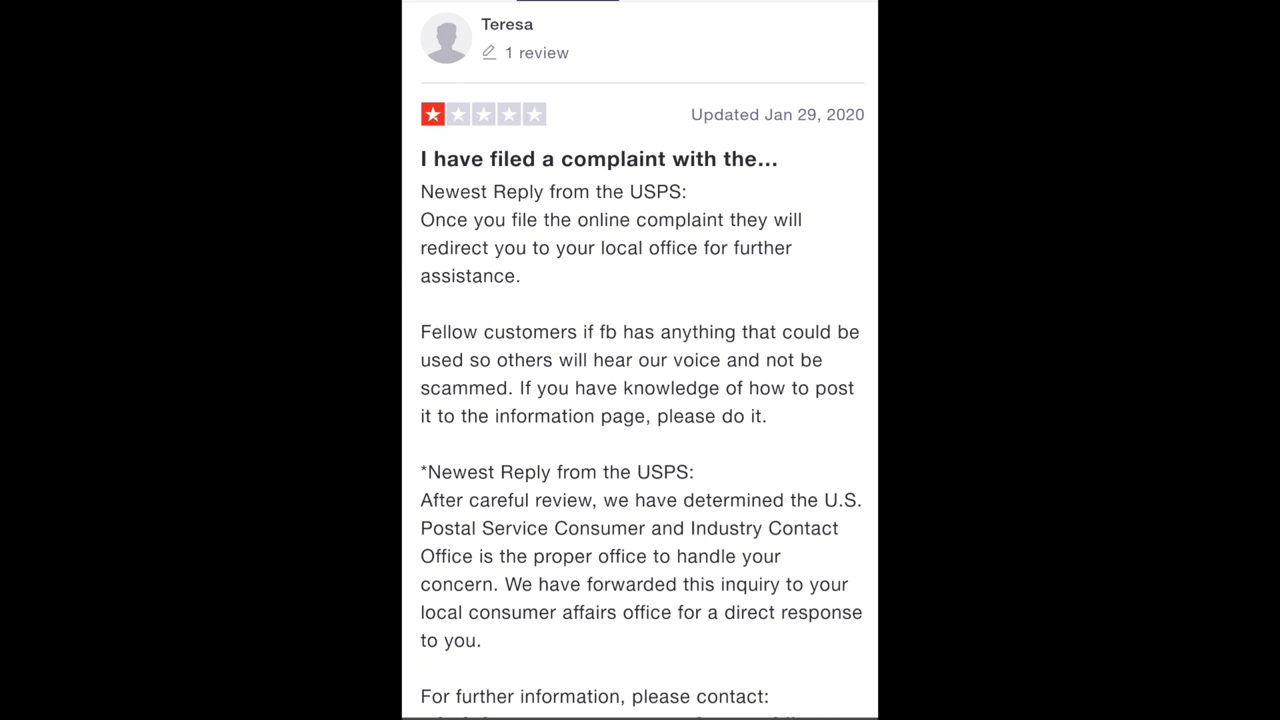 Teresa
1 review
Updated Jan 29, 2020
I have filed a complaint with the...
Newest Reply from the USPS:
Once you file the online complaint they will
redirect you to your local office for further
assistance.
Fellow customers if fb has anything that could be
used so others will hear our voice and not be
scammed. If you have knowledge of how to post
it to the information page, please do it.
*Newest Reply from the USPS:
After careful review, we have determined the U.S.
Postal Service Consumer and Industry Contact
Office is the proper office to handle your
concern. We have forwarded this inquiry to your
local consumer affairs office for a direct response
to you.
For further information, please contact: